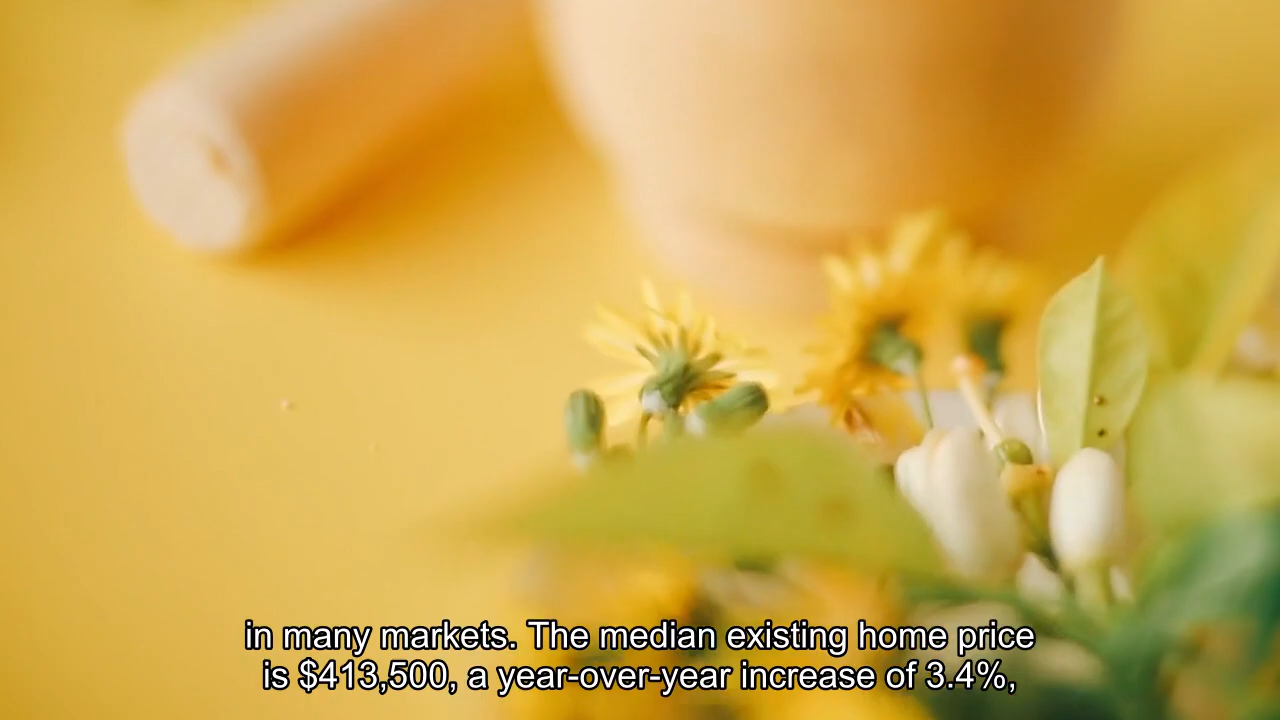 in many markets. The median existing home price
is $413,500, a year-over-year increase of 3.4%,